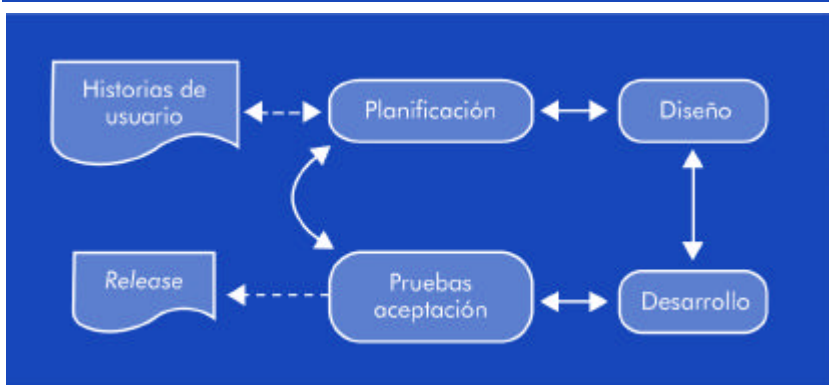 Historias de
usuario
Planificación
Diseño
Release
Pruebas
aceptación
Desarrollo